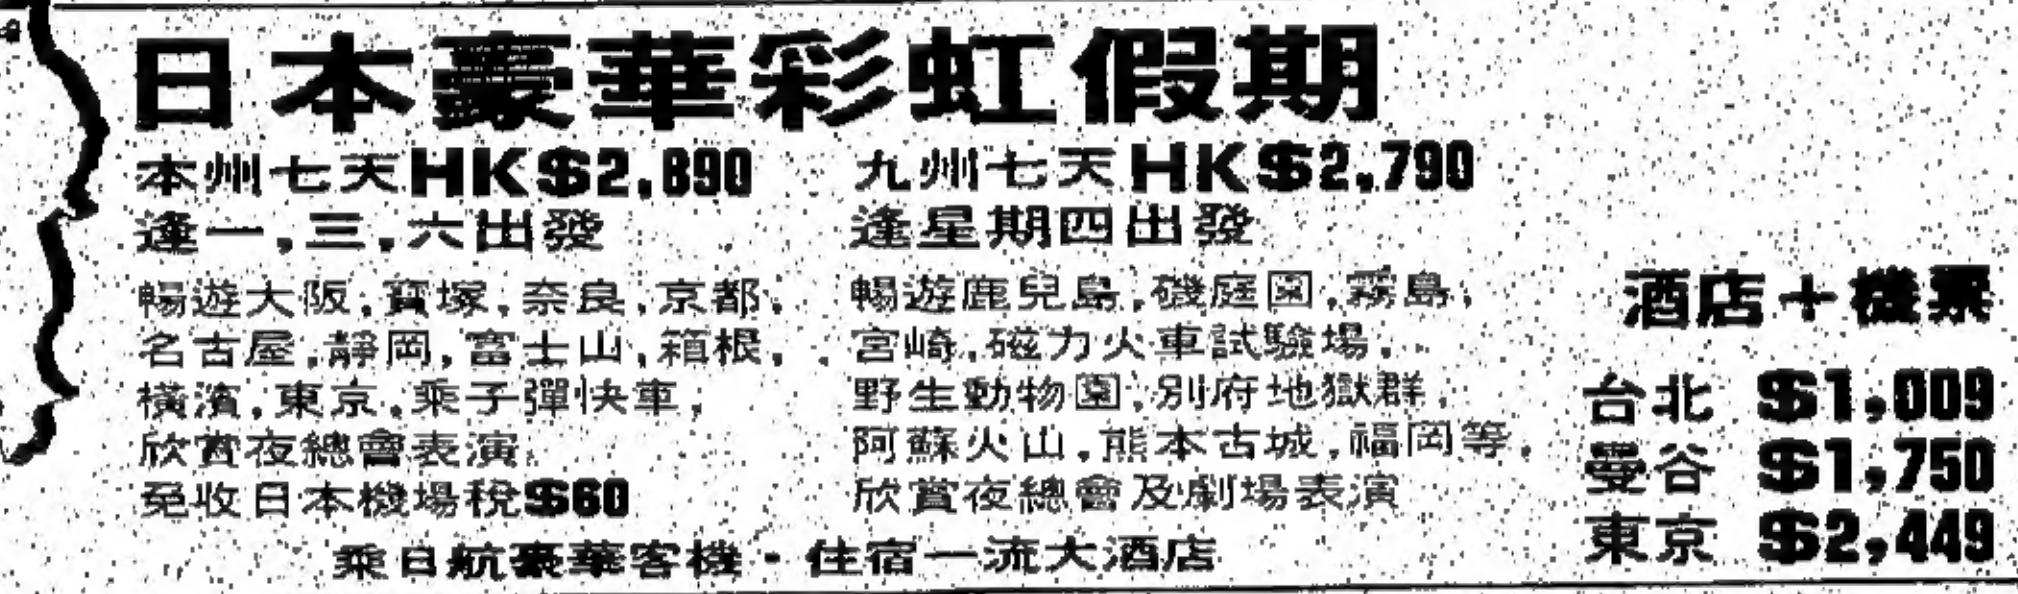 日本豪華彩虹假期
本州七天HK$2,890
逢一,三,六出發
暢遊大阪,寶塚,奈良,京都,
名古屋,靜岡,富士山,箱根,
橫濱,東京,乘子彈快車,
欣賞夜總會表演
免收日本機場稅$60
九州七天HK$2,790
逢星期四出發
暢遊鹿兒島,磯庭園,霧島,
宮崎,磁力火車試驗場,
野生動物園,別府地獄群,
阿蘇火山,熊本古城,福岡等,
欣賞夜總會及劇場表演
乘日航豪華客機·住宿一流大酒店
酒店+機票
台北 $1,009
曼谷 $1,750
東京 $2,449